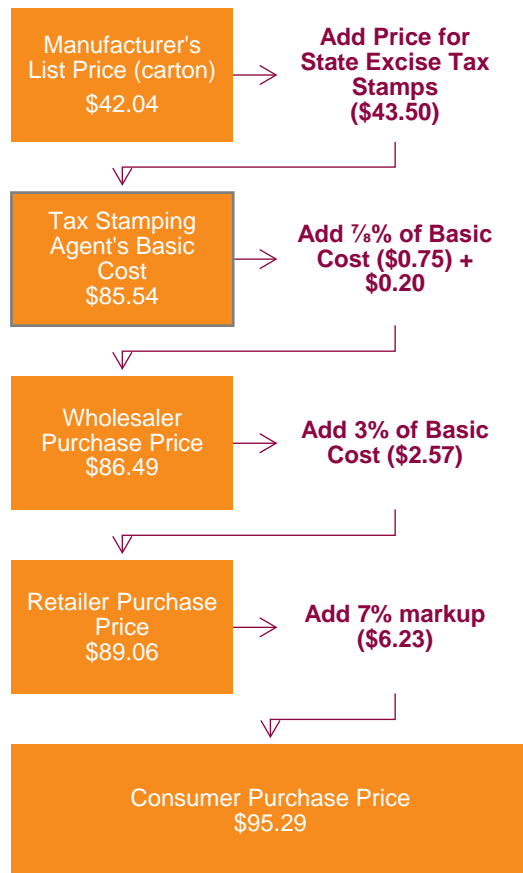 Manufacturer's
List Price (carton)
$42.04
Add Price for
State Excise Tax
Stamps
($43.50)
Tax Stamping
Agent's Basic
Cost
$85.54
Add ⅞% of Basic
Cost ($0.75) +
$0.20
Wholesaler
Purchase Price
$86.49
Add 3% of Basic
Cost ($2.57)
Retailer Purchase
Price
$89.06
Add 7% markup
($6.23)
Consumer Purchase Price
$95.29